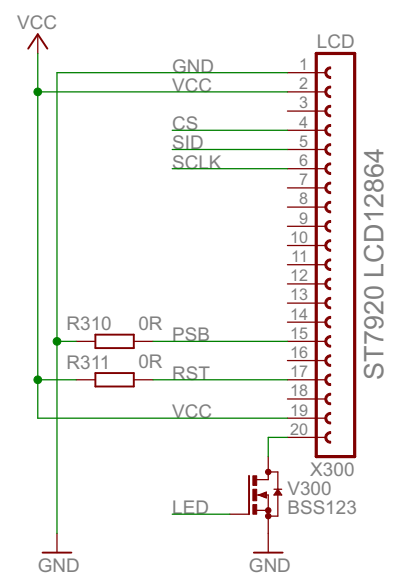 VCC
LCD
GND 1
VCC 2
3
CS 4
SID 5
SCLK 6
7
8
9
10
11
12
13
14
R310 0R PSB 15
16
R311 0R RST 17
18
VCC 19
20
ST7920 LCD12864
X300
V300
LED BSS123
GND GND